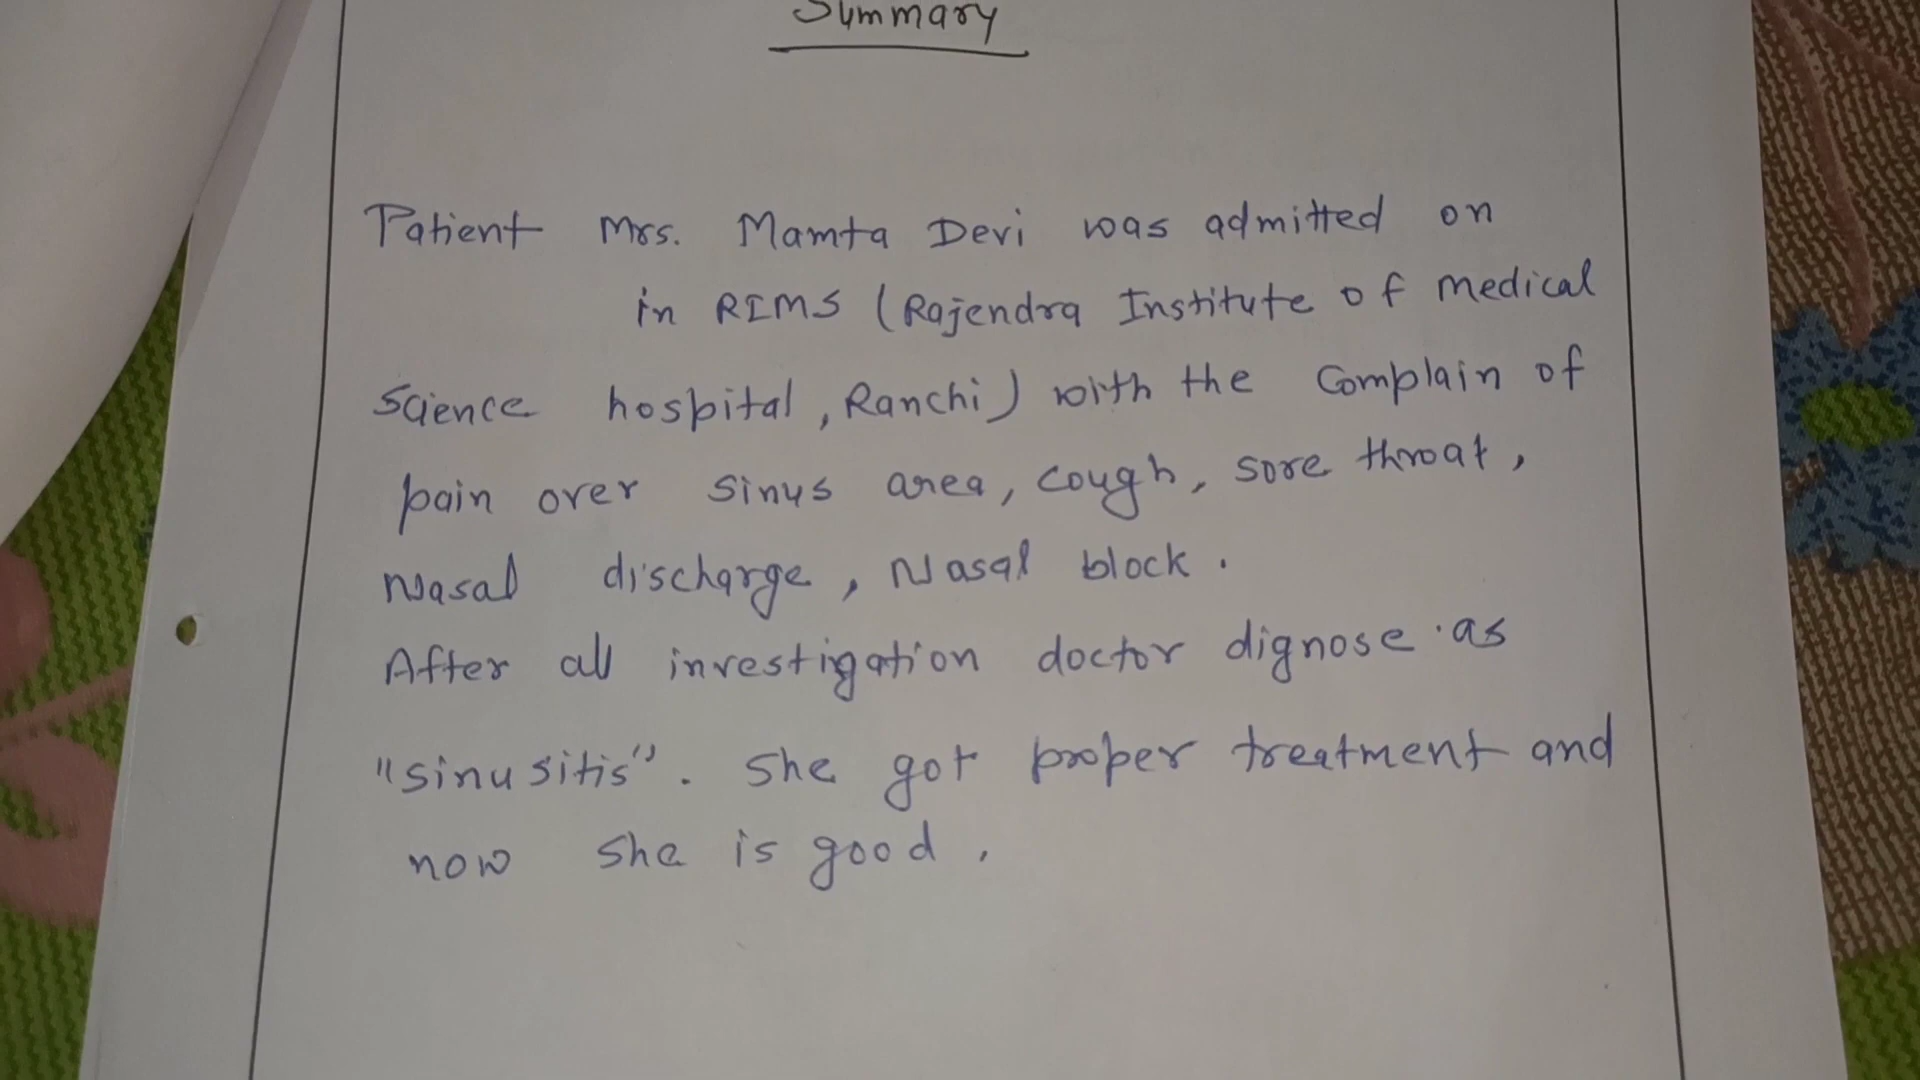 Summary
Patient Mrs. Mamta Devi was admitted on
in RIMS (Rajendra Institute of Medical
Science hospital, Ranchi) with the Complain of
pain over sinus area, cough, sore throat,
Nasal discharge, Nasal block.
After all investigation doctor dignose as
"sinusitis". She got proper treatment and
now she is good.